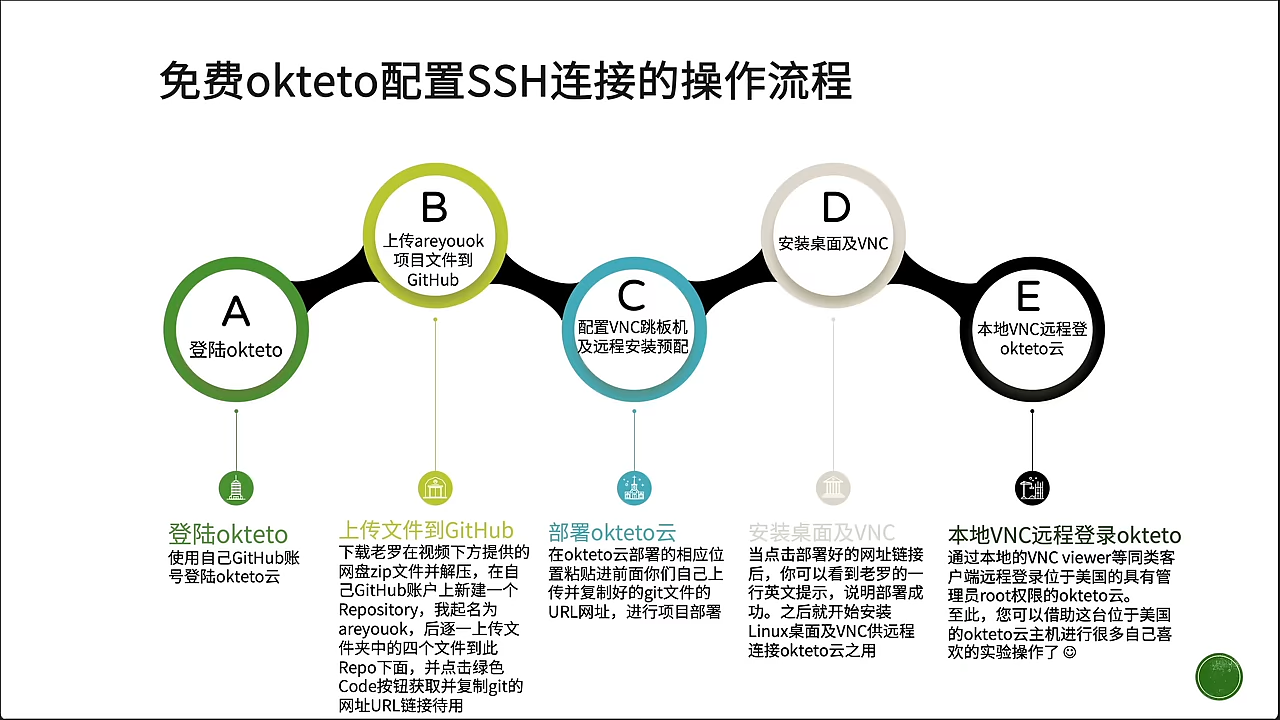 免费okteto配置SSH连接的操作流程
A
登陆okteto
B
上传areyouok
项目文件到
GitHub
C
配置VNC跳板机
及远程安装预配
D
安装桌面及VNC
E
本地VNC远程登
okteto云
登陆okteto
使用自己GitHub账
号登陆okteto云
上传文件到GitHub
下载老罗在视频下方提供的
网盘zip文件并解压，在自
己GitHub账户上新建一个
Repository，我起名为
areyouok，后逐一上传文
件夹中的四个文件到此
Repo下面，并点击绿色
Code按钮获取并复制git的
网址URL链接待用
部署okteto云
在okteto云部署的相应位
置粘贴进前面你们自己上
传并复制好的git文件的
URL网址，进行项目部署
安装桌面及VNC
当点击部署好的网址链接
后，你可以看到老罗的一
行英文提示，说明部署成
功。之后就开始安装
Linux桌面及VNC供远程
连接okteto云之用
本地VNC远程登录okteto
通过本地的VNC viewer等同类客
户端远程登录位于美国的具有管
理员root权限的okteto云。
至此，您可以借助这台位于美国
的okteto云主机进行很多自己喜
欢的实验操作了☺